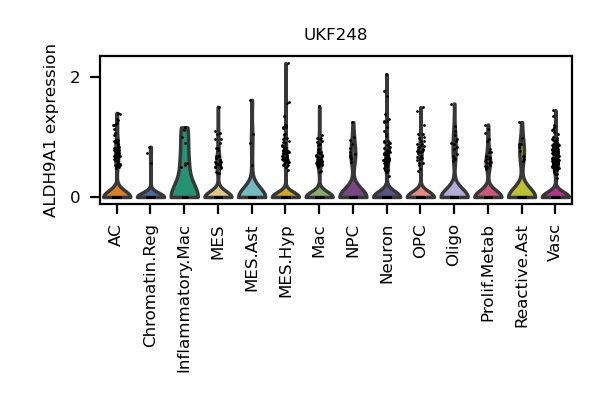 UKF248
ALDH9A1 expression
2
0
AC
Chromatin.Reg
Inflammatory.Mac
MES
MES.Ast
MES.Hyp
Mac
NPC
Neuron
OPC
Oligo
Prolif.Metab
Reactive.Ast
Vasc